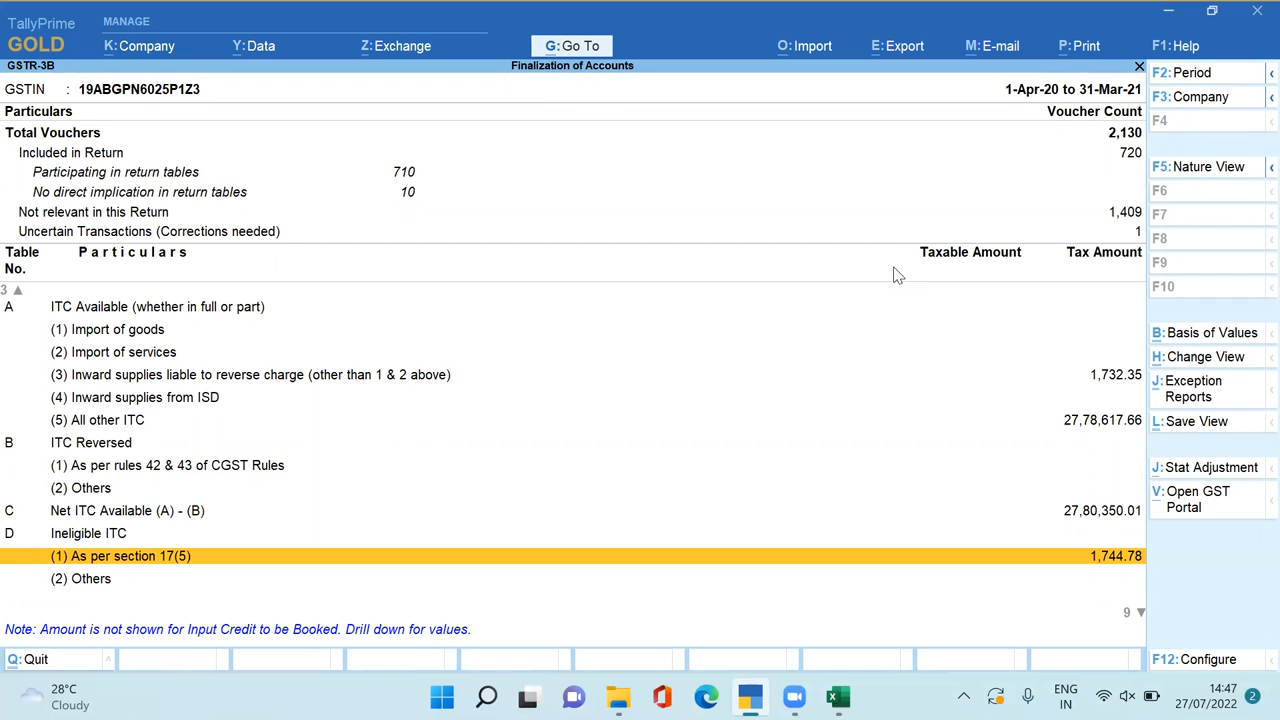 TallyPrime
MANAGE
GOLD
K:Company
Y:Data
Z:Exchange
G:Go To
O:Import
E:Export
M:E-mail
P:Print
F1:Help
GSTR-3B
Finalization of Accounts
GSTIN : 19ABGPN6025P1Z3
1-Apr-20 to 31-Mar-21
Particulars
Voucher Count
Total Vouchers 2,130
Included in Return 720
Participating in return tables 710
No direct implication in return tables 10
Not relevant in this Return 1,409
Uncertain Transactions (Corrections needed) 1
Table Particulars Taxable Amount Tax Amount
No.
3
A ITC Available (whether in full or part)
(1) Import of goods
(2) Import of services
(3) Inward supplies liable to reverse charge (other than 1 & 2 above) 1,732.35
(4) Inward supplies from ISD
(5) All other ITC 27,78,617.66
B ITC Reversed
(1) As per rules 42 & 43 of CGST Rules
(2) Others
C Net ITC Available (A) - (B) 27,80,350.01
D Ineligible ITC
(1) As per section 17(5) 1,744.78
(2) Others
9
Note: Amount is not shown for Input Credit to be Booked. Drill down for values.
Q:Quit
F2:Period
F3:Company
F4
F5:Nature View
F6
F7
F8
F9
F10
B:Basis of Values
H:Change View
J:Exception
Reports
L:Save View
J:Stat Adjustment
V:Open GST
Portal
F12:Configure
28°C
Cloudy
ENG
IN
14:47
27/07/2022
2